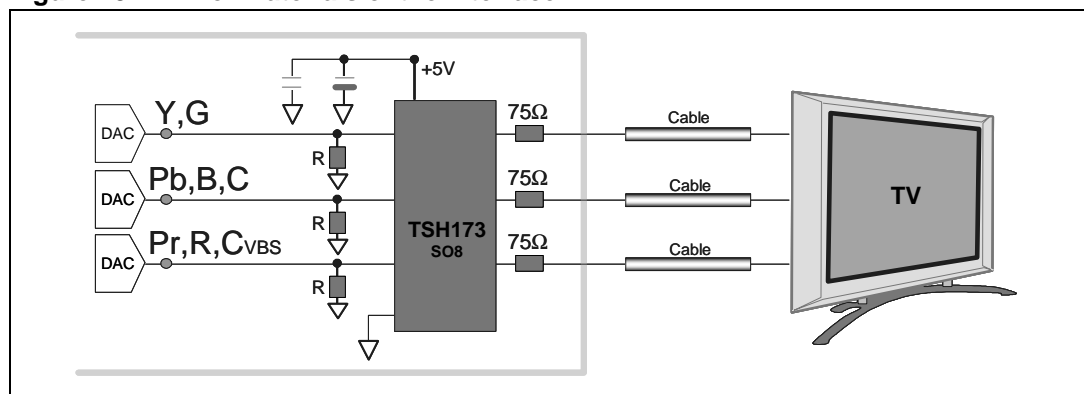 +5V
DAC
Y,G
R
75Ω
Cable
DAC
Pb,B,C
R
75Ω
Cable
DAC
Pr,R,CVBS
R
75Ω
Cable
TSH173
SO8
TV